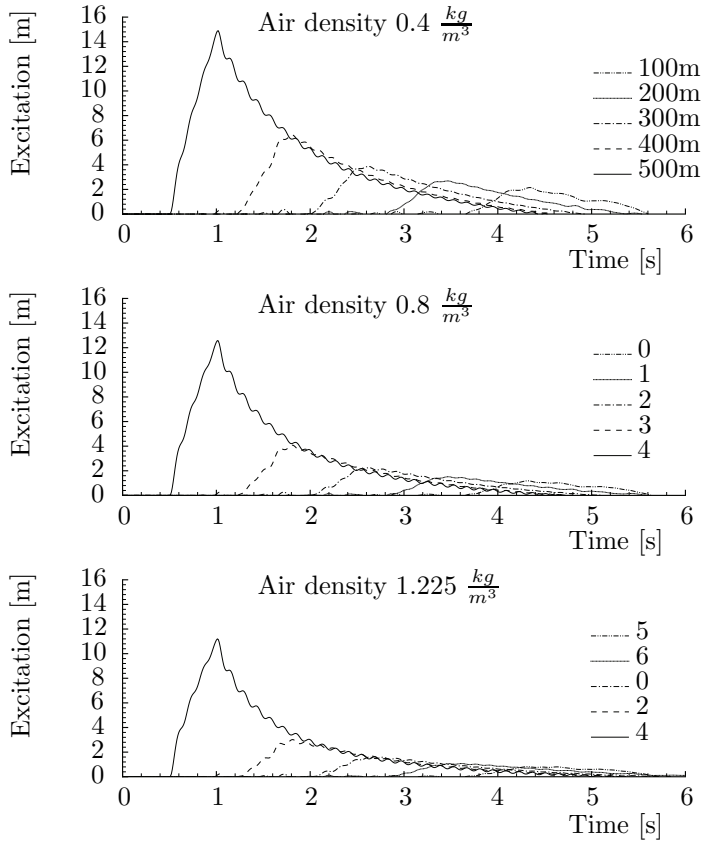 Air density 0.4 kg/m³
Excitation [m]
16
14
12
10
8
6
4
2
0
100m
200m
300m
400m
500m
0 1 2 3 4 5 6
Time [s]
Air density 0.8 kg/m³
Excitation [m]
16
14
12
10
8
6
4
2
0
0
1
2
3
4
0 1 2 3 4 5 6
Time [s]
Air density 1.225 kg/m³
Excitation [m]
16
14
12
10
8
6
4
2
0
5
6
0
2
4
0 1 2 3 4 5 6
Time [s]